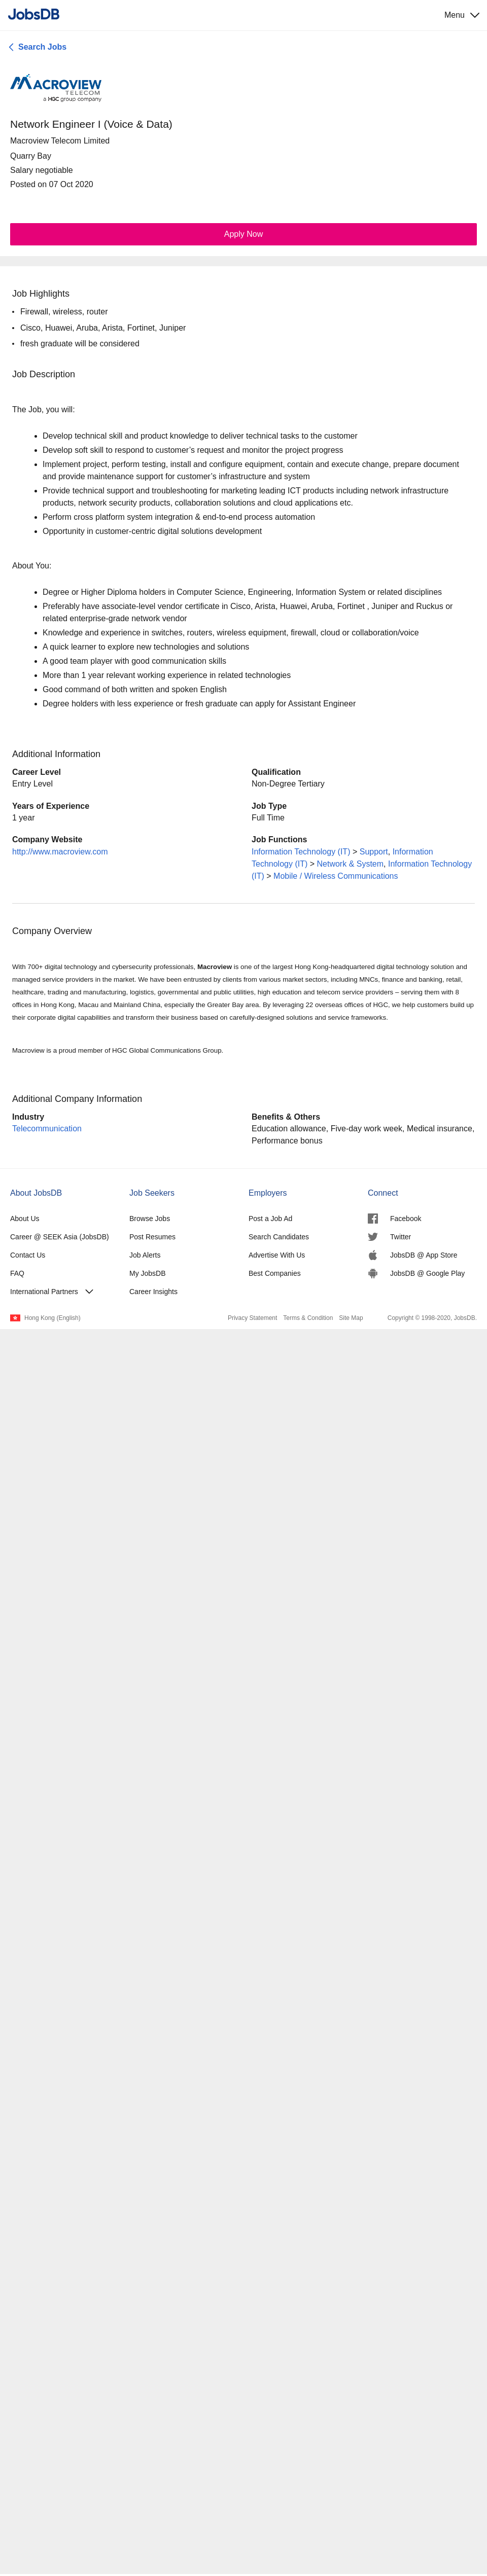 JobsDB
Menu
Search Jobs
MACROVIEW
TELECOM
a HGC group company
Network Engineer I (Voice & Data)
Macroview Telecom Limited
Quarry Bay
Salary negotiable
Posted on 07 Oct 2020
Apply Now
Job Highlights
• Firewall, wireless, router
• Cisco, Huawei, Aruba, Arista, Fortinet, Juniper
• fresh graduate will be considered
Job Description
The Job, you will:
• Develop technical skill and product knowledge to deliver technical tasks to the customer
• Develop soft skill to respond to customer’s request and monitor the project progress
• Implement project, perform testing, install and configure equipment, contain and execute change, prepare document
and provide maintenance support for customer’s infrastructure and system
• Provide technical support and troubleshooting for marketing leading ICT products including network infrastructure
products, network security products, collaboration solutions and cloud applications etc.
• Perform cross platform system integration & end-to-end process automation
• Opportunity in customer-centric digital solutions development
About You:
• Degree or Higher Diploma holders in Computer Science, Engineering, Information System or related disciplines
• Preferably have associate-level vendor certificate in Cisco, Arista, Huawei, Aruba, Fortinet , Juniper and Ruckus or
related enterprise-grade network vendor
• Knowledge and experience in switches, routers, wireless equipment, firewall, cloud or collaboration/voice
• A quick learner to explore new technologies and solutions
• A good team player with good communication skills
• More than 1 year relevant working experience in related technologies
• Good command of both written and spoken English
• Degree holders with less experience or fresh graduate can apply for Assistant Engineer
Additional Information
Career Level
Entry Level
Qualification
Non-Degree Tertiary
Years of Experience
1 year
Job Type
Full Time
Company Website
http://www.macroview.com
Job Functions
Information Technology (IT) > Support, Information
Technology (IT) > Network & System, Information Technology
(IT) > Mobile / Wireless Communications
Company Overview
With 700+ digital technology and cybersecurity professionals, Macroview is one of the largest Hong Kong-headquartered digital technology solution and
managed service providers in the market. We have been entrusted by clients from various market sectors, including MNCs, finance and banking, retail,
healthcare, trading and manufacturing, logistics, governmental and public utilities, high education and telecom service providers – serving them with 8
offices in Hong Kong, Macau and Mainland China, especially the Greater Bay area. By leveraging 22 overseas offices of HGC, we help customers build up
their corporate digital capabilities and transform their business based on carefully-designed solutions and service frameworks.
Macroview is a proud member of HGC Global Communications Group.
Additional Company Information
Industry
Telecommunication
Benefits & Others
Education allowance, Five-day work week, Medical insurance,
Performance bonus
About JobsDB
About Us
Career @ SEEK Asia (JobsDB)
Contact Us
FAQ
International Partners
Job Seekers
Browse Jobs
Post Resumes
Job Alerts
My JobsDB
Career Insights
Employers
Post a Job Ad
Search Candidates
Advertise With Us
Best Companies
Connect
Facebook
Twitter
JobsDB @ App Store
JobsDB @ Google Play
Hong Kong (English)
Privacy Statement Terms & Condition Site Map
Copyright © 1998-2020, JobsDB.